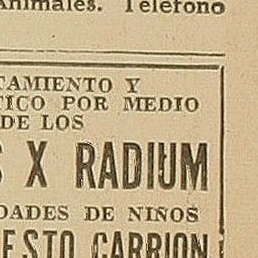 Animales. Teléfono
TAMIENTO Y
TICO POR MEDIO
DE LOS
S X RADIUM
DADES DE NIÑOS
ESTO CARRION